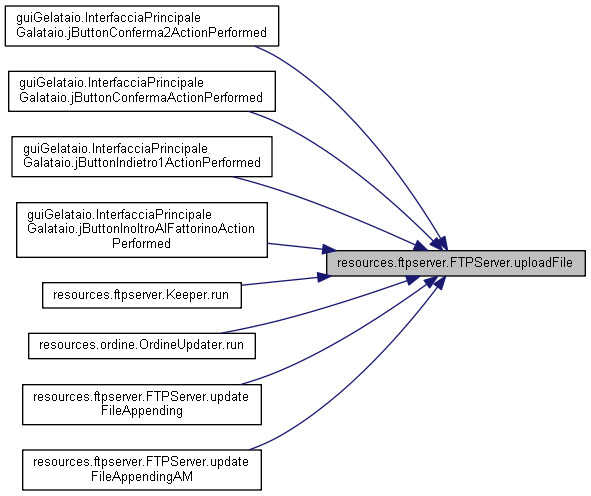 guiGelataio.InterfacciaPrincipale
Galataio.jButtonConferma2ActionPerformed
guiGelataio.InterfacciaPrincipale
Galataio.jButtonConfermaActionPerformed
guiGelataio.InterfacciaPrincipale
Galataio.jButtonIndietro1ActionPerformed
guiGelataio.InterfacciaPrincipale
Galataio.jButtonInoltroAlFattorinoAction
Performed
resources.ftpserver.FTPServer.uploadFile
resources.ftpserver.Keeper.run
resources.ordine.OrdineUpdater.run
resources.ftpserver.FTPServer.update
FileAppending
resources.ftpserver.FTPServer.update
FileAppendingAM